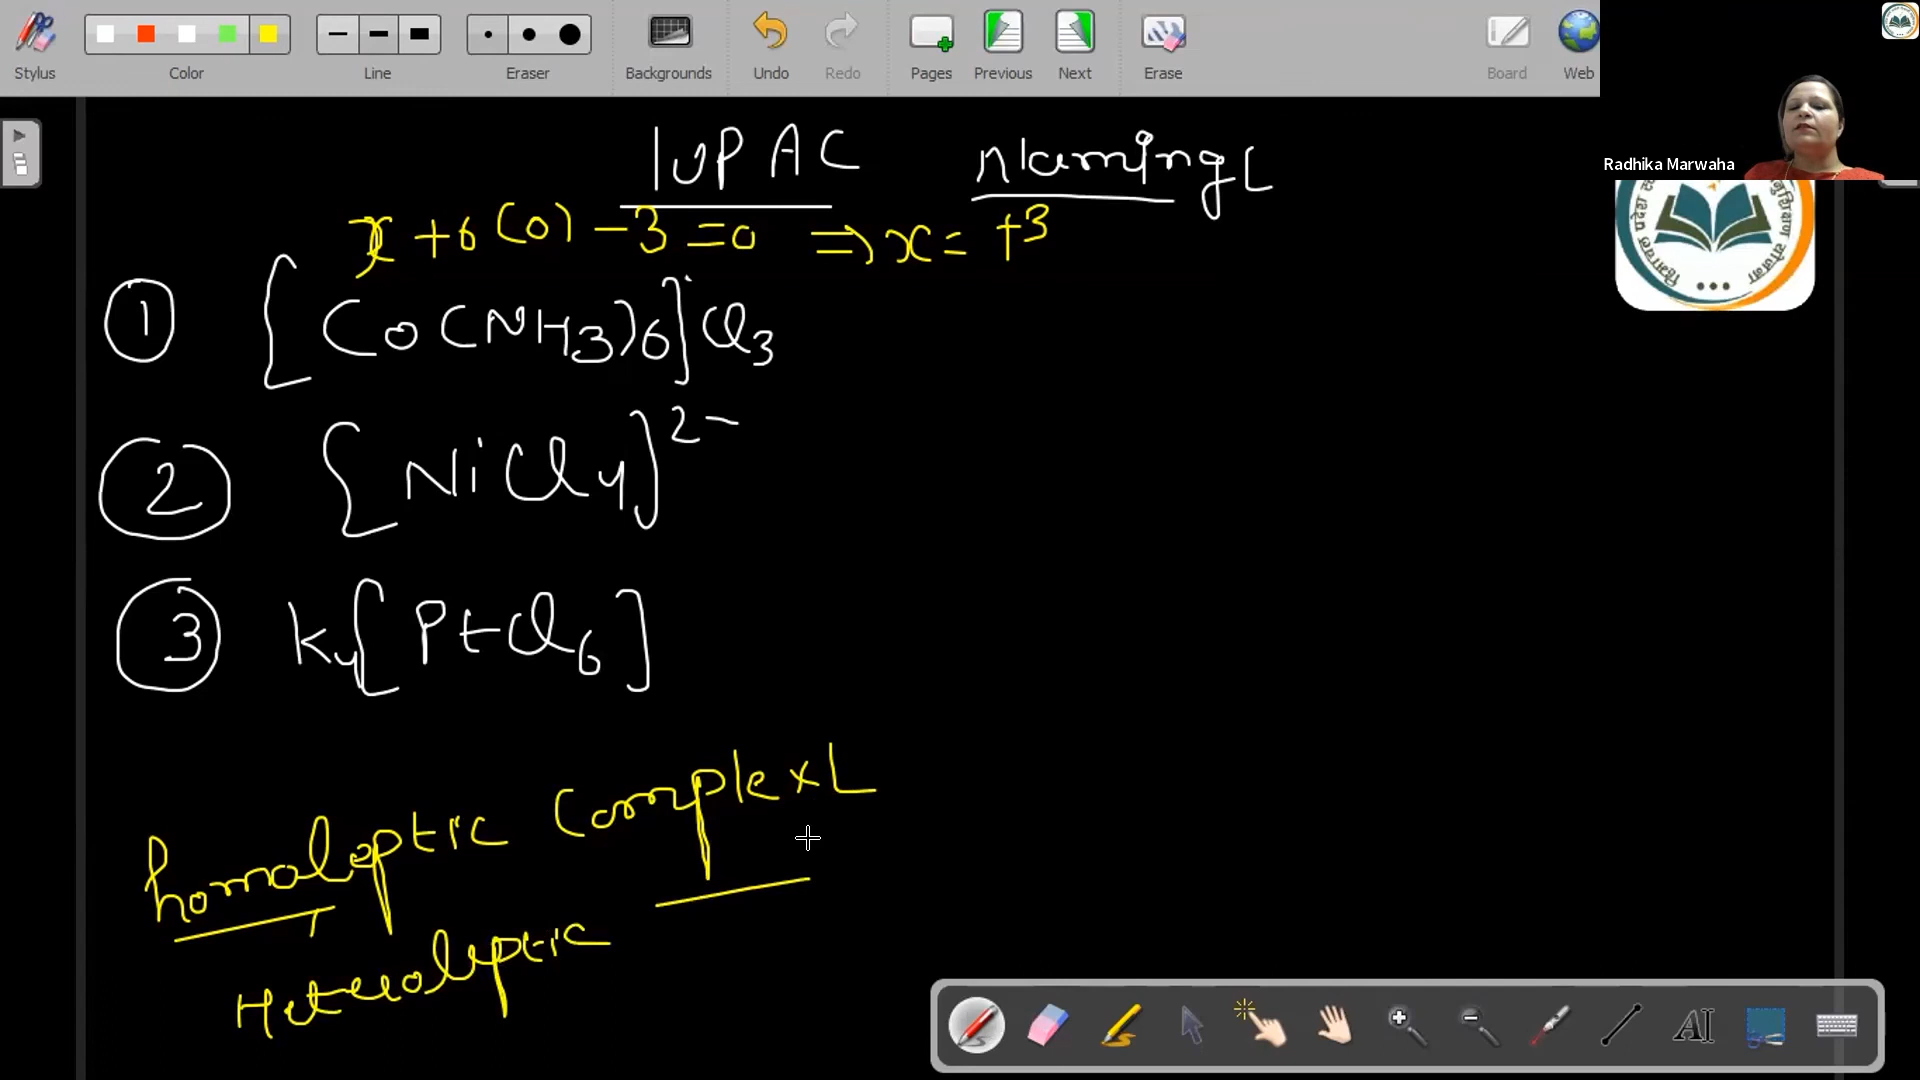 Stylus Color Line Eraser Backgrounds Undo Redo Pages Previous Next Erase Board Web
Radhika Marwaha
IUPAC naming
x + 6(0) - 3 = 0 ⇒ x = +3
① [Co(NH3)6]Cl3
② [NiCl4]2-
③ K4[PtCl6]
homoleptic Complex
Heteroleptic